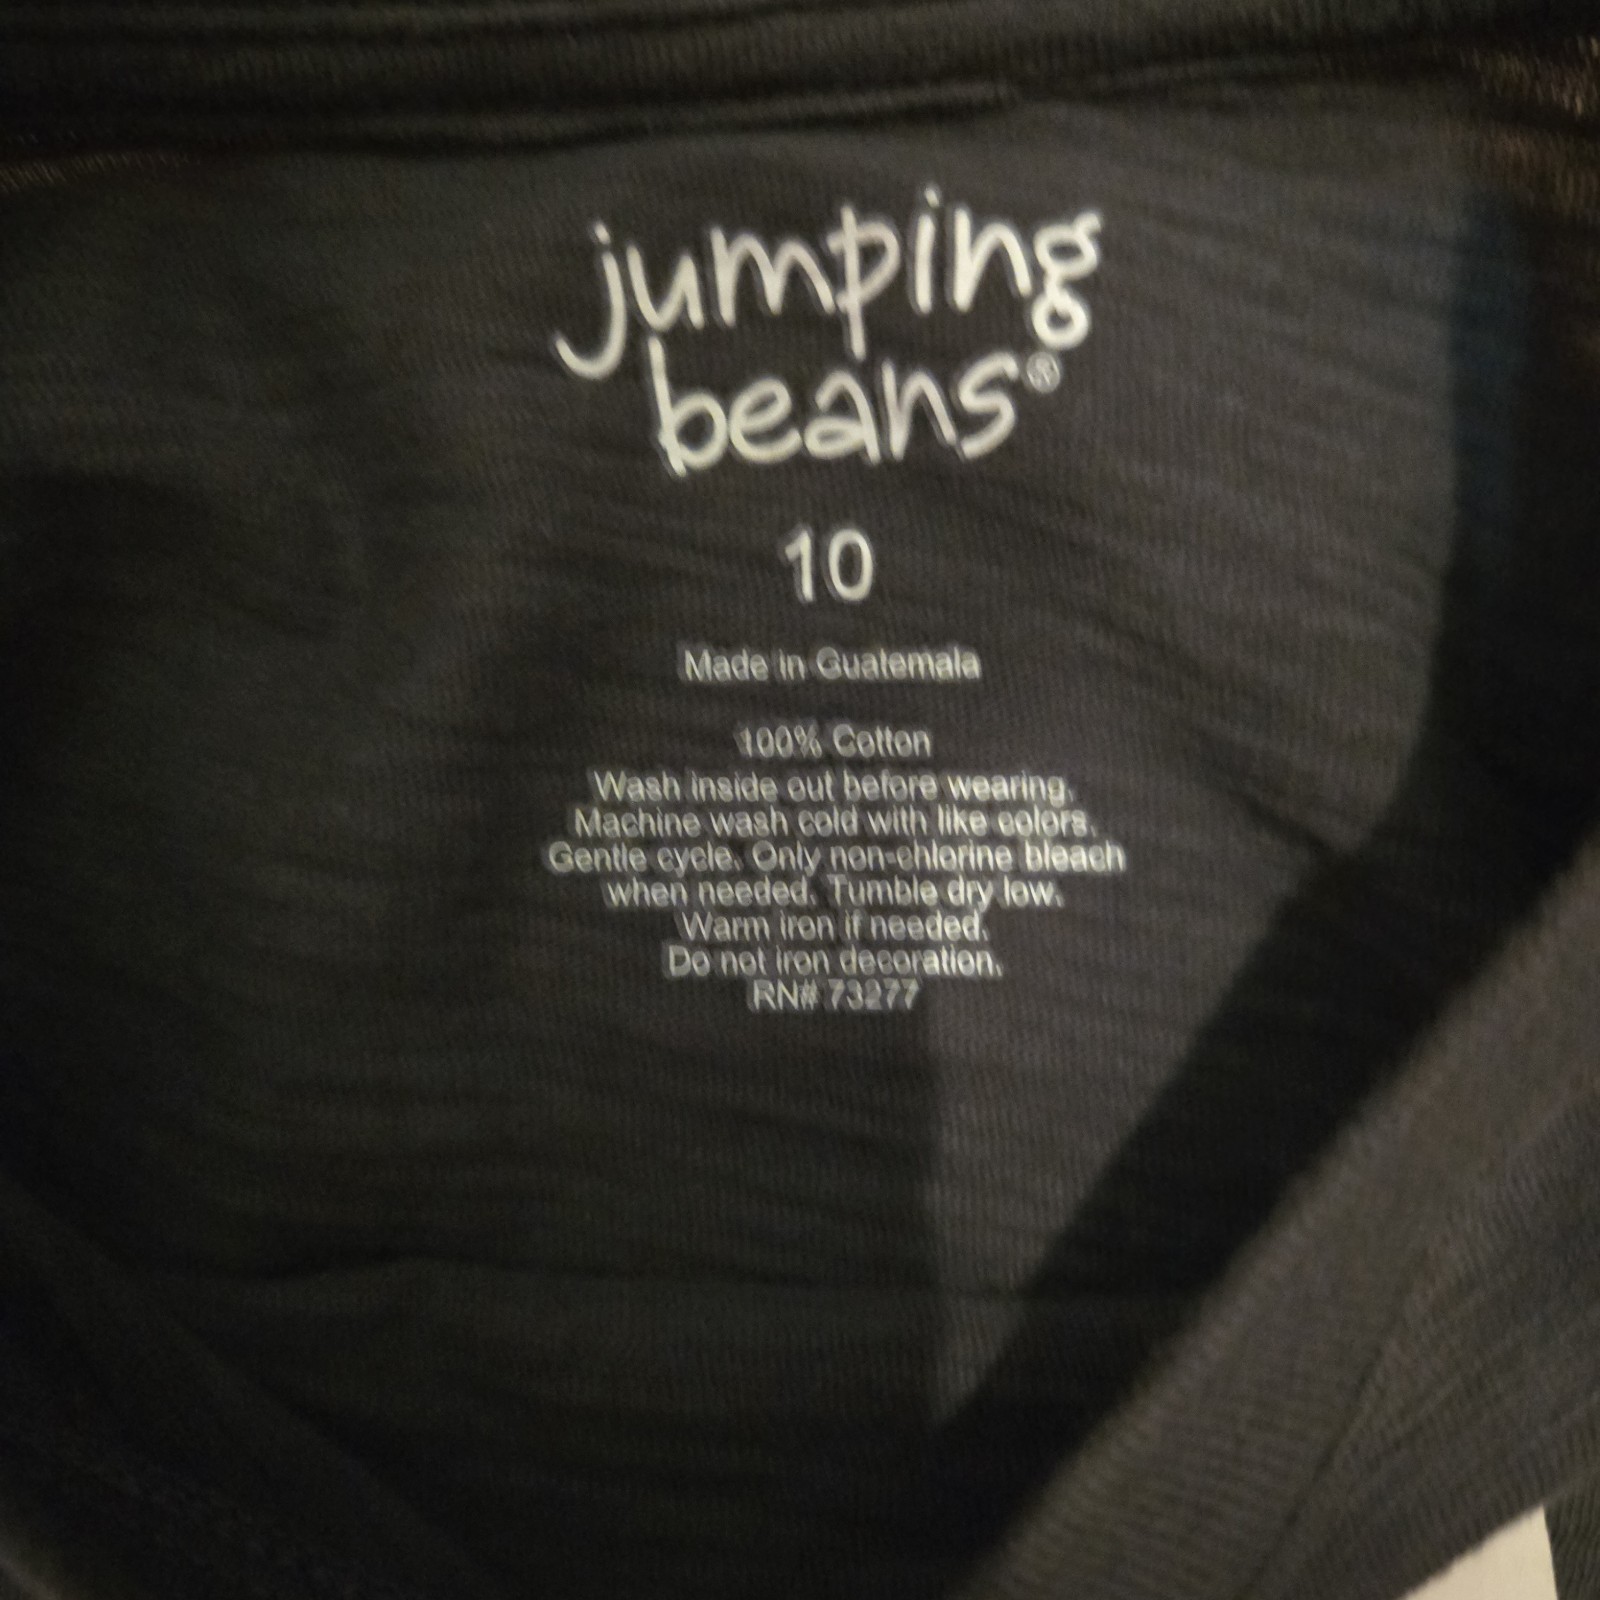 jumping
beans®
10
Made in Guatemala
100% Cotton
Wash inside out before wearing.
Machine wash cold with like colors.
Gentle cycle. Only non-chlorine bleach
when needed. Tumble dry low.
Warm iron if needed.
Do not iron decoration.
RN# 73277